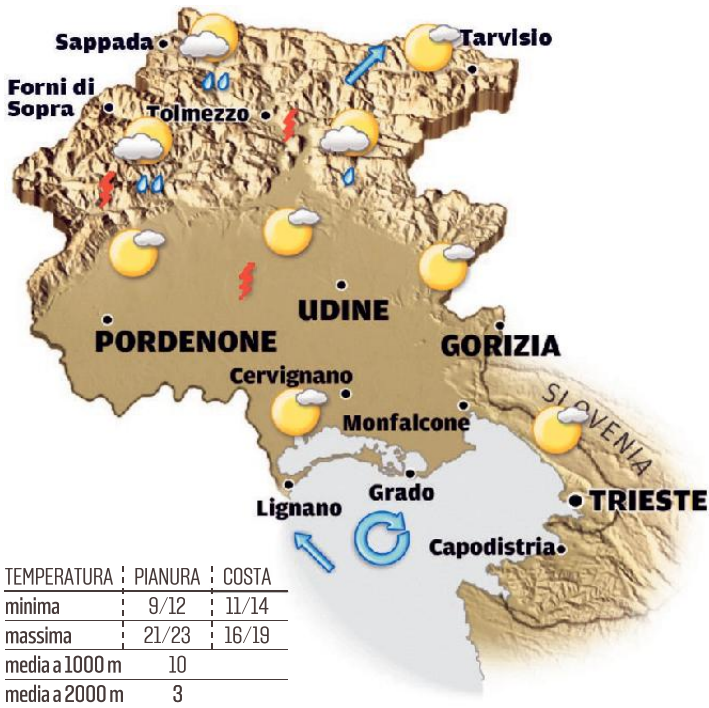 Sappada
Tarvisio
Forni di
Sopra
Tolmezzo
UDINE
PORDENONE
GORIZIA
Cervignano
SLOVENIA
Monfalcone
Grado
TRIESTE
Lignano
Capodistria
TEMPERATURA PIANURA COSTA
minima 9/12 11/14
massima 21/23 16/19
media a 1000 m 10
media a 2000 m 3